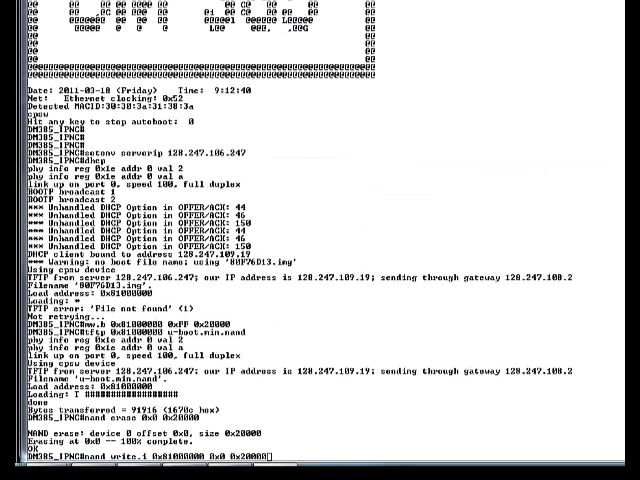 Date: 2011-03-18 (Friday)    Time:  9:12:40
Net:   Ethernet clocking: 0x52
Detected MACID:30:30:3a:31:38:3a
cpsw
Hit any key to stop autoboot:  0
DM385_IPNC#
DM385_IPNC#
DM385_IPNC#
DM385_IPNC#setenv serverip 128.247.106.247
DM385_IPNC#dhcp
phy info reg 0x1e addr 0 val 2
phy info reg 0x1e addr 0 val a
link up on port 0, speed 100, full duplex
BOOTP broadcast 1
BOOTP broadcast 2
*** Unhandled DHCP Option in OFFER/ACK: 44
*** Unhandled DHCP Option in OFFER/ACK: 46
*** Unhandled DHCP Option in OFFER/ACK: 150
*** Unhandled DHCP Option in OFFER/ACK: 44
*** Unhandled DHCP Option in OFFER/ACK: 46
*** Unhandled DHCP Option in OFFER/ACK: 150
DHCP client bound to address 128.247.109.19
*** Warning: no boot file name; using '80F76D13.img'
Using cpsw device
TFTP from server 128.247.106.247; our IP address is 128.247.109.19; sending through gateway 128.247.108.2
Filename '80F76D13.img'.
Load address: 0x81000000
Loading: *
TFTP error: 'File not found' (1)
Not retrying...
DM385_IPNC#mw.b 0x81000000 0xFF 0x20000
DM385_IPNC#tftp 0x81000000 u-boot.min.nand
phy info reg 0x1e addr 0 val 2
phy info reg 0x1e addr 0 val a
link up on port 0, speed 100, full duplex
Using cpsw device
TFTP from server 128.247.106.247; our IP address is 128.247.109.19; sending through gateway 128.247.108.2
Filename 'u-boot.min.nand'.
Load address: 0x81000000
Loading: T ##################
done
Bytes transferred = 91916 (1670c hex)
DM385_IPNC#nand erase 0x0 0x20000
NAND erase: device 0 offset 0x0, size 0x20000
Erasing at 0x0 -- 100% complete.
OK
DM385_IPNC#nand write.i 0x81000000 0x0 0x20000